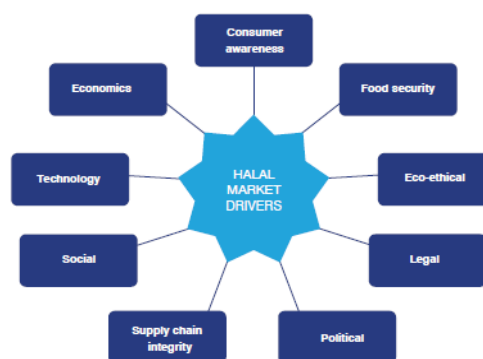 Consumer
awareness
Economics
Food security
Technology
HALAL
MARKET
DRIVERS
Eco-ethical
Social
Legal
Supply chain
integrity
Political